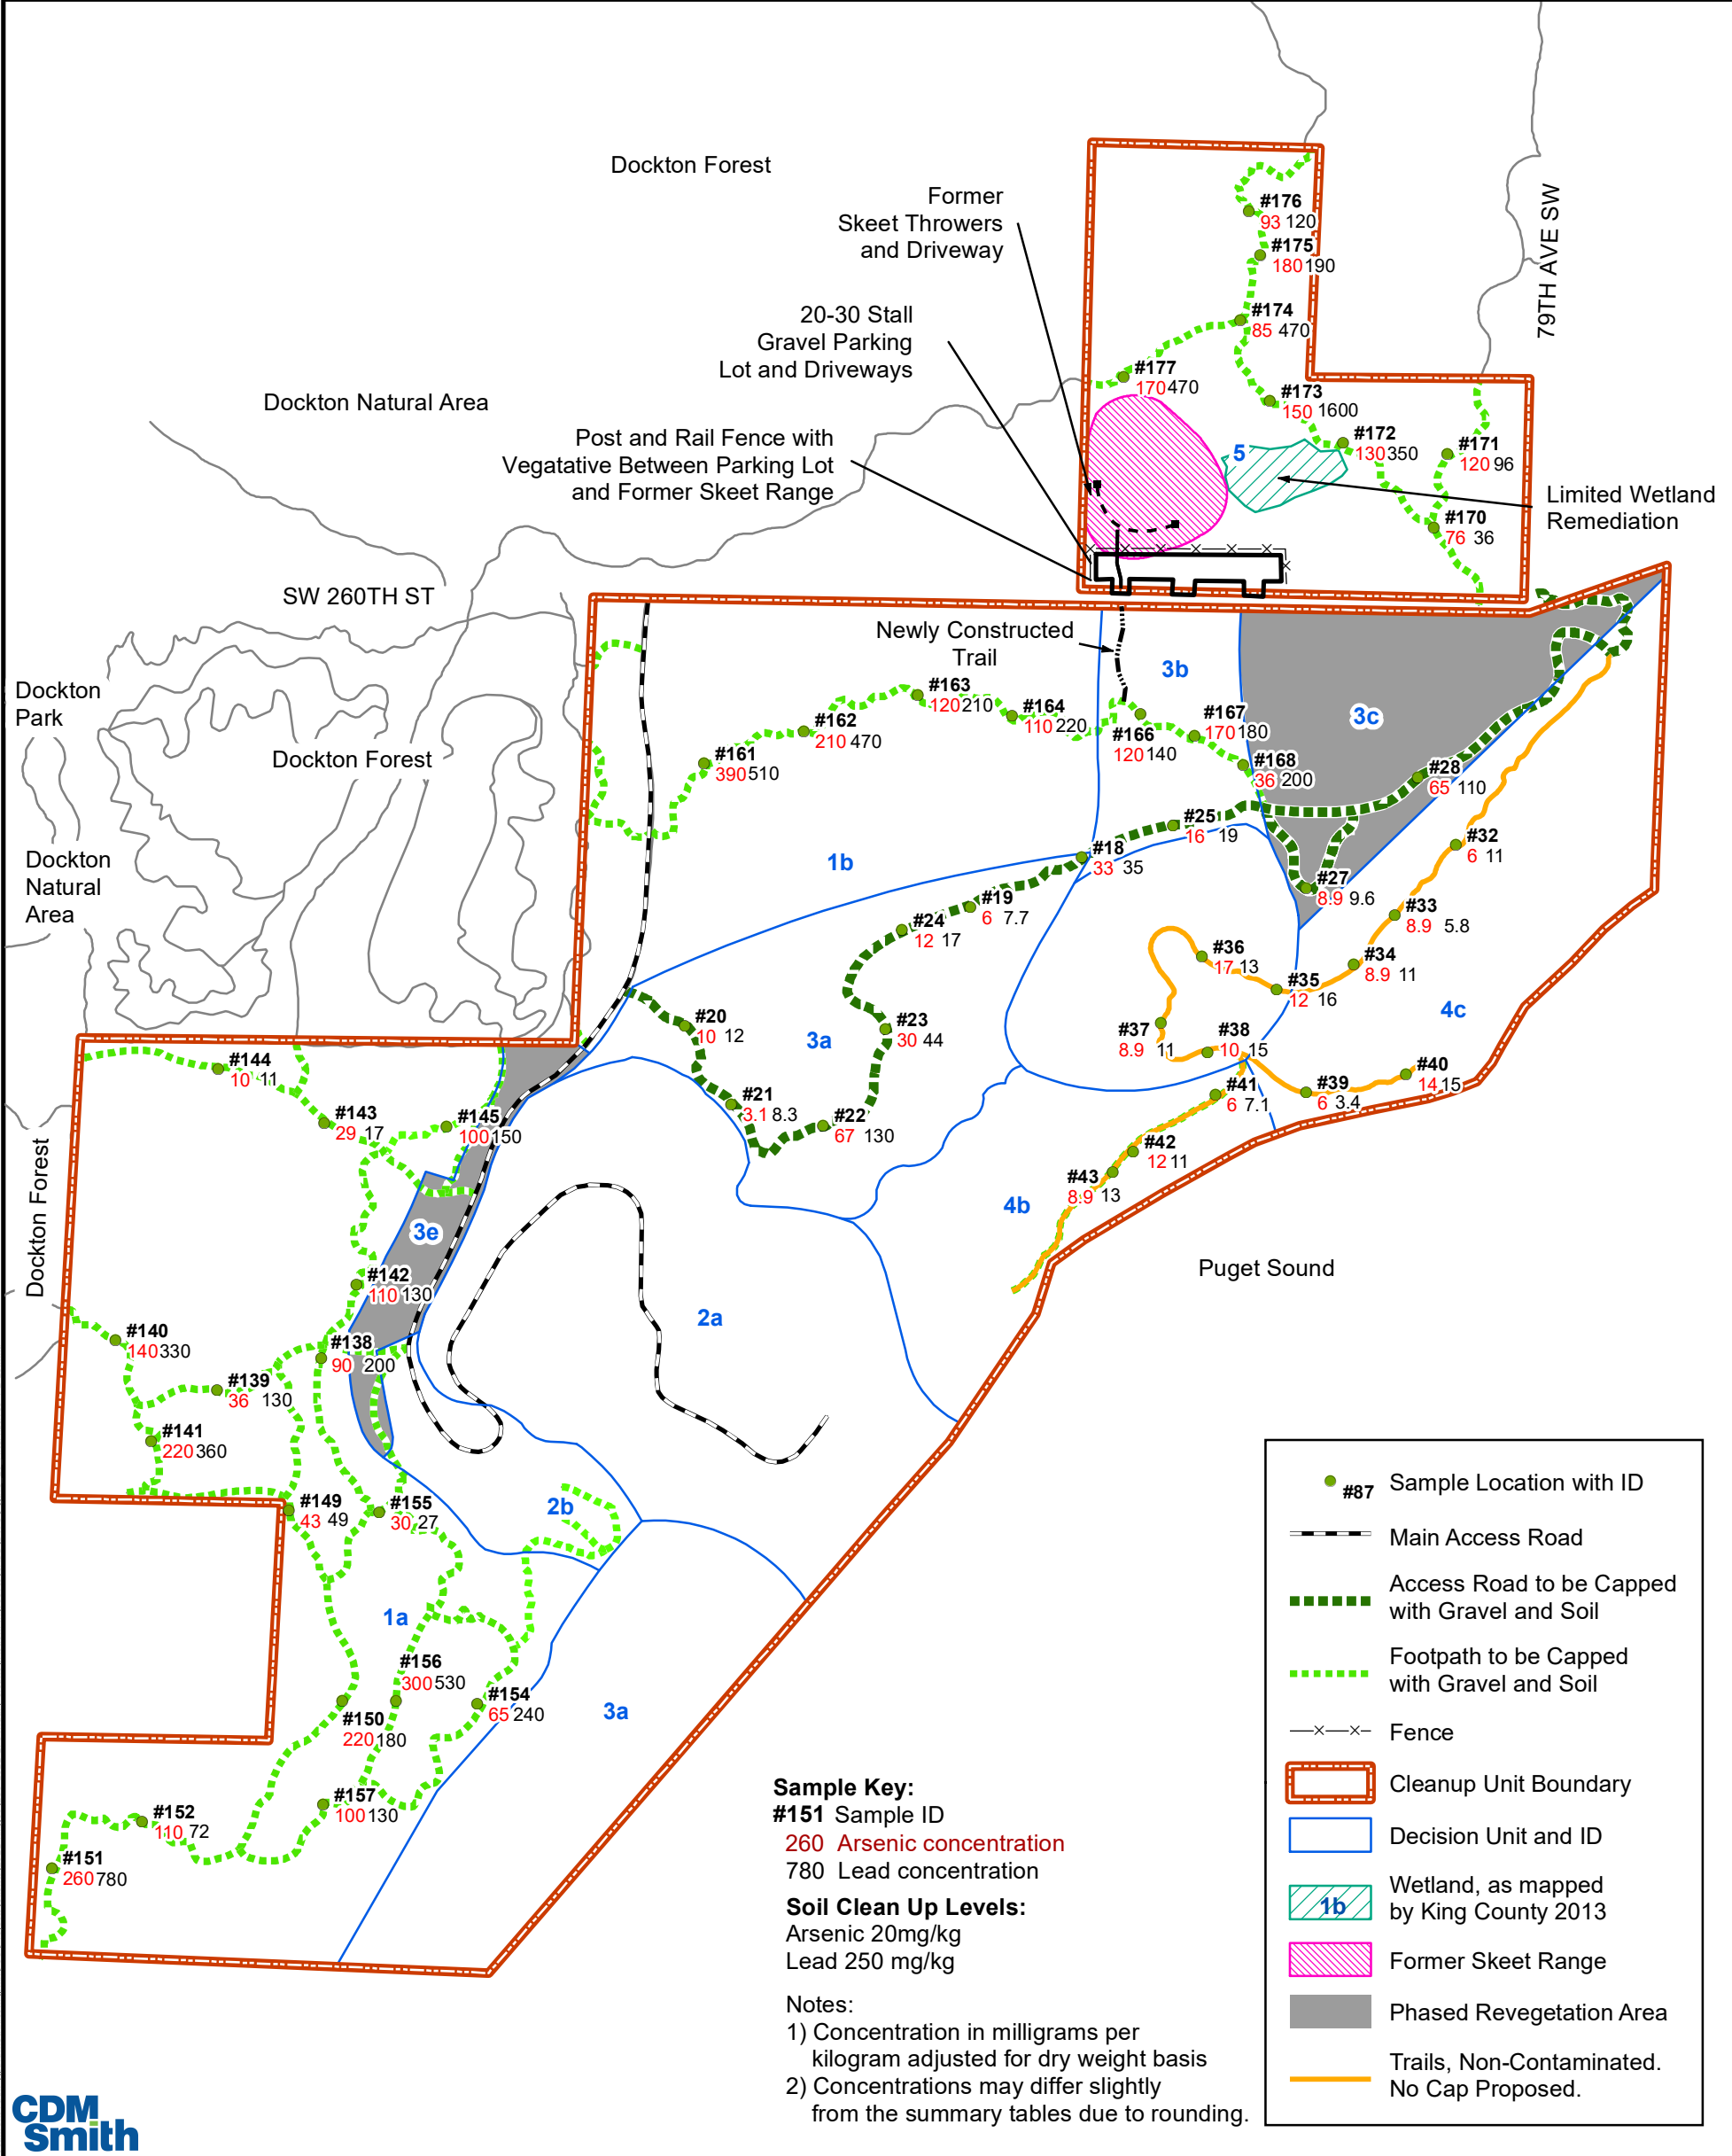 Dockton Forest
Former
Skeet Throwers
and Driveway
20-30 Stall
Gravel Parking
Lot and Driveways
Dockton Natural Area
Post and Rail Fence with
Vegatative Between Parking Lot
and Former Skeet Range
79TH AVE SW
#176
93 120
#175
180 190
#174
85 470
#177
170 470
#173
150 1600
#172
130 350
#171
120 96
5
#170
76 36
Limited Wetland
Remediation
SW 260TH ST
Newly Constructed
Trail
3b
3c
Dockton
Park
Dockton Forest
Dockton
Natural
Area
#163
120 210
#164
110 220
#162
210 470
#161
390 510
#166
120 140
#167
170 180
#168
36 200
#28
65 110
#25
16 19
#18
33 35
1b
#32
6 11
#27
8.9 9.6
#19
6 7.7
#24
12 17
#33
8.9 5.8
#36
17 13
#34
8.9 11
#35
12 16
4c
#20
10 12
3a
#23
30 44
#37
8.9 11
#38
10 15
#40
14 15
#39
6 3.4
#41
6 7.1
#21
3.1 8.3
#22
67 130
#42
12 11
#43
8.9 13
4b
Puget Sound
#144
10 11
#143
29 17
#145
100 150
Dockton Forest
3e
#142
110 130
2a
#140
140 330
#138
90 200
#139
36 130
#141
220 360
#149
43 49
#155
30 27
2b
1a
#156
300 530
#154
65 240
3a
#150
220 180
#157
100 130
#152
110 72
#151
260 780
Sample Key:
#151 Sample ID
260 Arsenic concentration
780 Lead concentration
Soil Clean Up Levels:
Arsenic 20mg/kg
Lead 250 mg/kg
Notes:
1) Concentration in milligrams per
kilogram adjusted for dry weight basis
2) Concentrations may differ slightly
from the summary tables due to rounding.
#87 Sample Location with ID
Main Access Road
Access Road to be Capped
with Gravel and Soil
Footpath to be Capped
with Gravel and Soil
Fence
Cleanup Unit Boundary
Decision Unit and ID
1b
Wetland, as mapped
by King County 2013
Former Skeet Range
Phased Revegetation Area
Trails, Non-Contaminated.
No Cap Proposed.
CDM
Smith